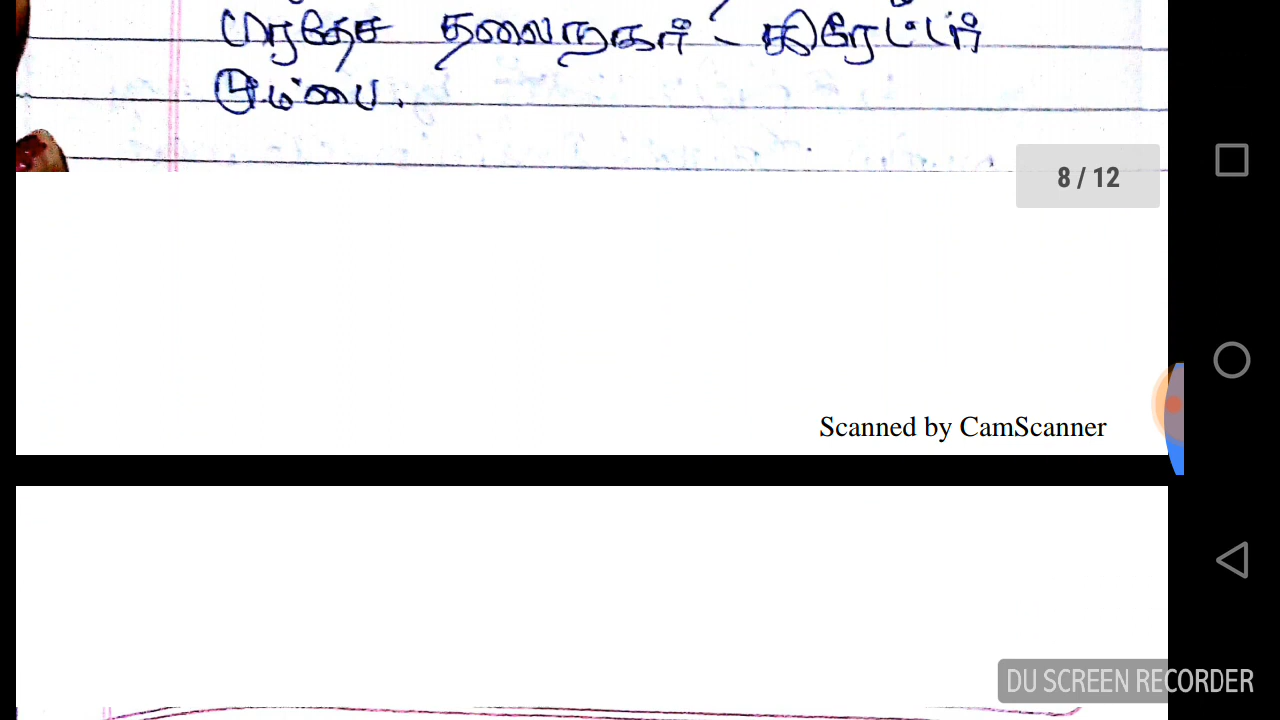 பிரதேச தலைநகர் - கிரேட்டர்
மும்பை.
8 / 12
Scanned by CamScanner
DU SCREEN RECORDER